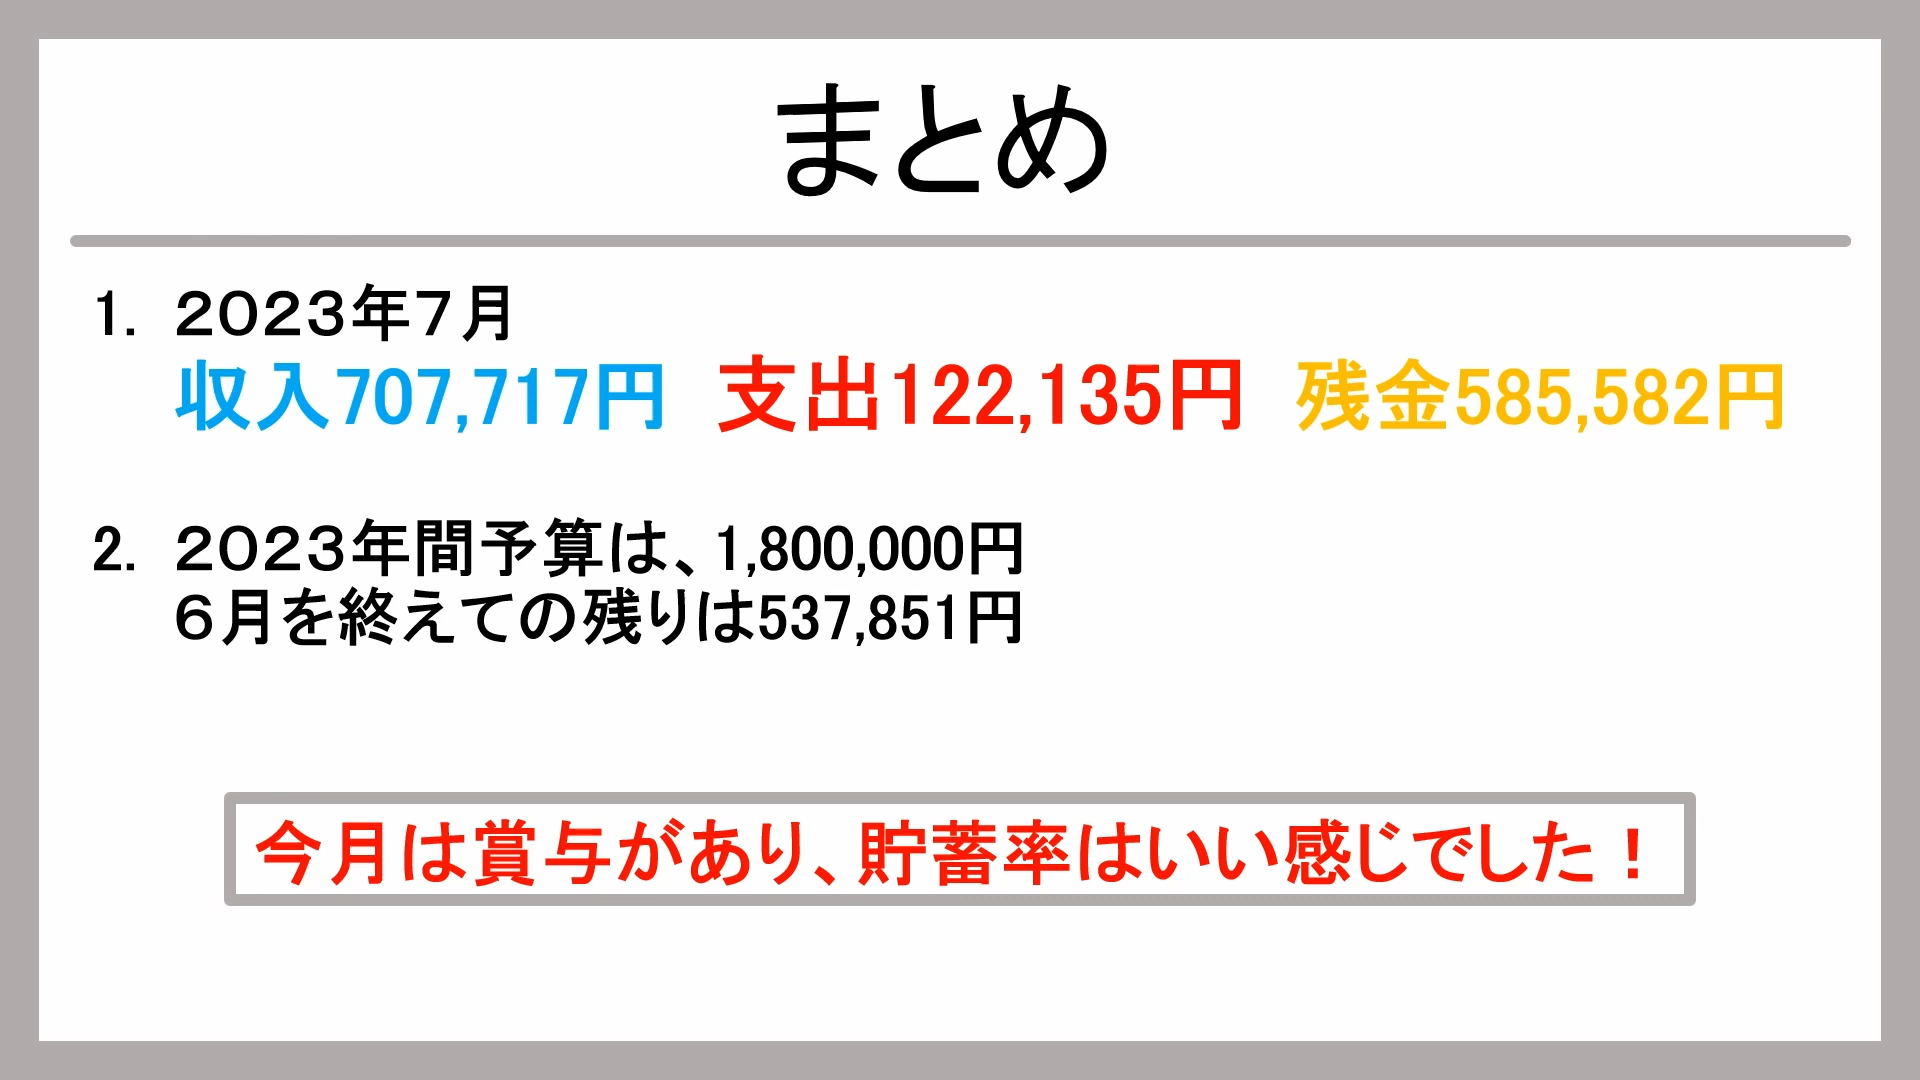 まとめ
1. ２０２３年７月
収入707,717円 支出122,135円 残金585,582円
2. ２０２３年間予算は、1,800,000円
６月を終えての残りは537,851円
今月は賞与があり、貯蓄率はいい感じでした！